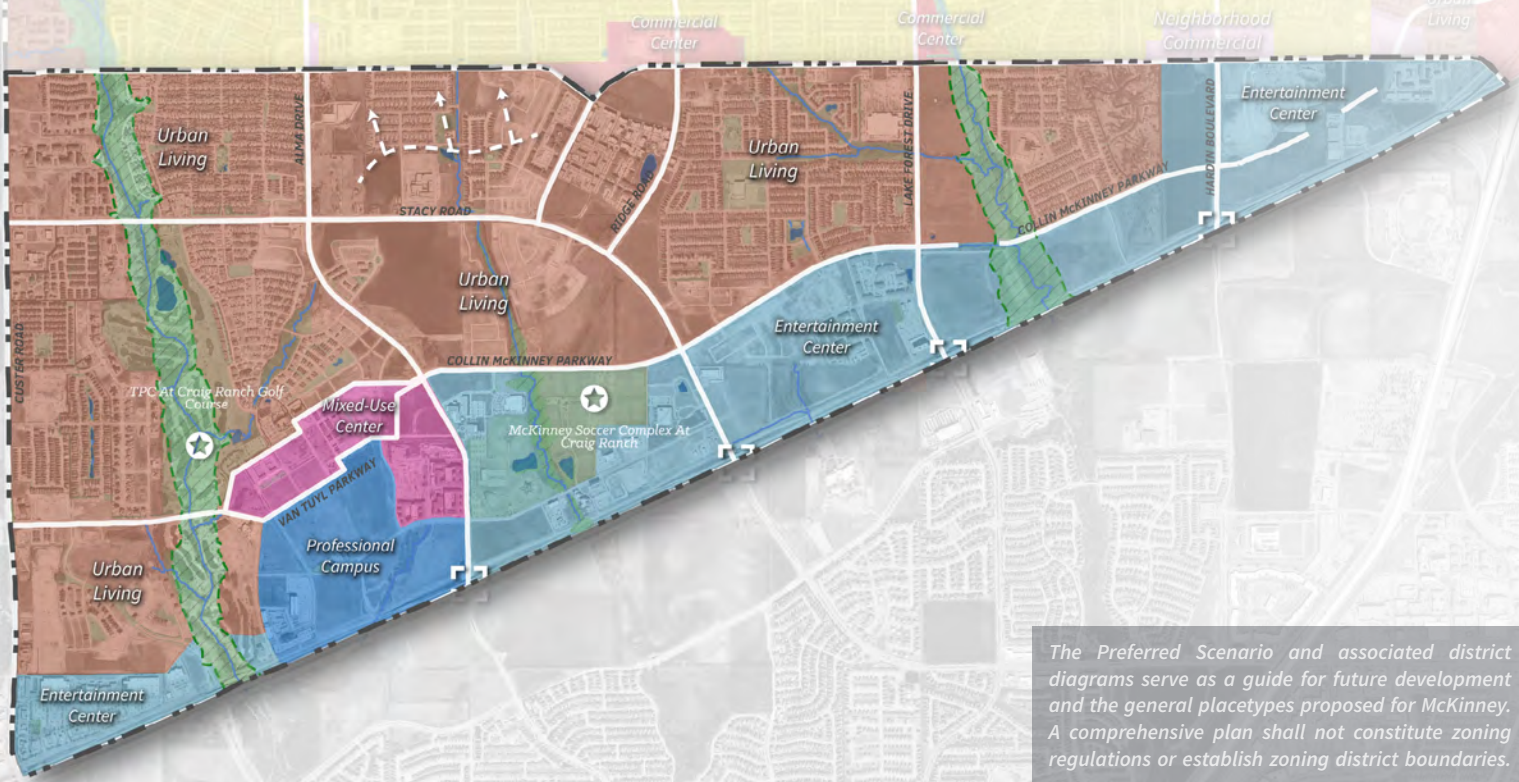 Commercial
Center
Commercial
Center
Neighborhood
Commercial
Urban
Living
Urban
Living
ALMA DRIVE
Urban
Living
LAKE FOREST DRIVE
HARDIN BOULEVARD
Entertainment
Center
COLLIN McKINNEY PARKWAY
STACY ROAD
RIDGE ROAD
Urban
Living
CUSTER ROAD
COLLIN McKINNEY PARKWAY
Entertainment
Center
TPC At Craig Ranch Golf
Course
Mixed-Use
Center
McKinney Soccer Complex At
Craig Ranch
VAN TUYL PARKWAY
Professional
Campus
Urban
Living
Entertainment
Center
The Preferred Scenario and associated district
diagrams serve as a guide for future development
and the general placetypes proposed for McKinney.
A comprehensive plan shall not constitute zoning
regulations or establish zoning district boundaries.